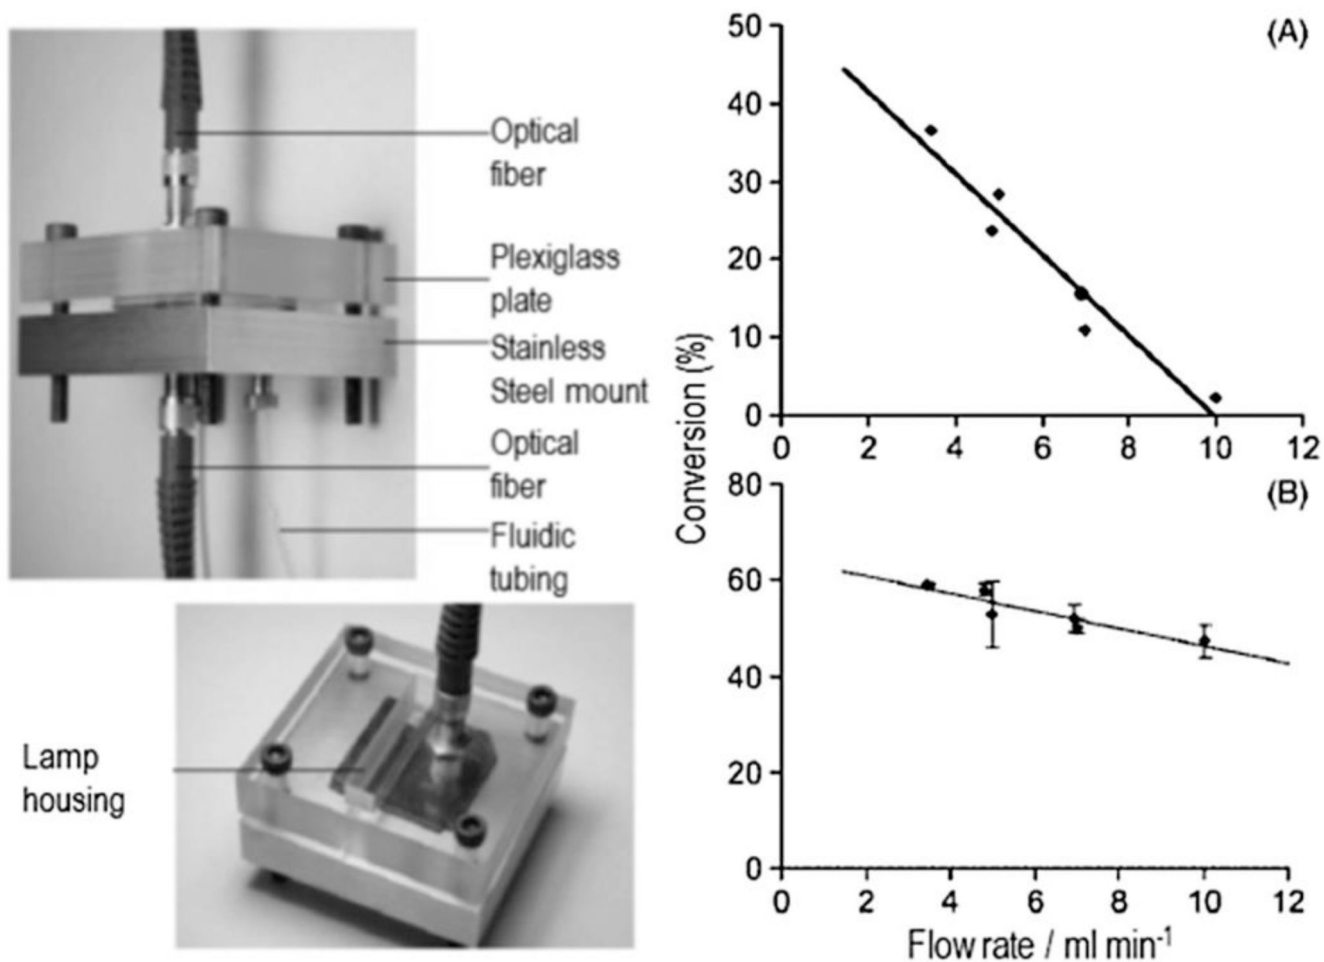 Optical
fiber
Plexiglass
plate
Stainless
Steel mount
Optical
fiber
Fluidic
tubing
Lamp
housing
(A)
50
40
30
20
10
0
0 2 4 6 8 10 12
Conversion (%)
(B)
80
60
40
20
0
0 2 4 6 8 10 12
Flow rate / ml min⁻¹